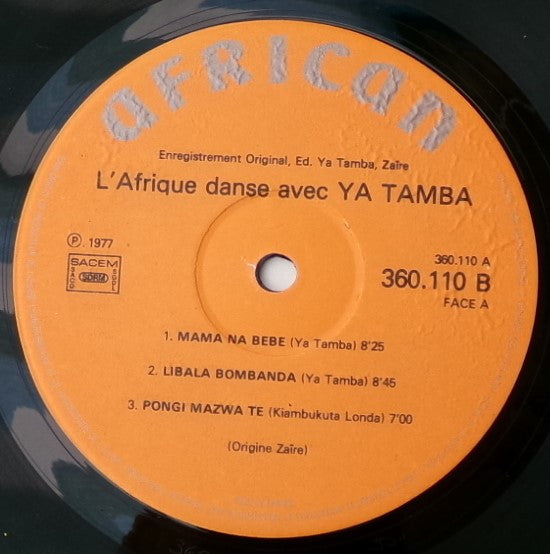 AFRICAN
Enregistrement Original, Ed. Ya Tamba, Zaïre
L'Afrique danse avec YA TAMBA
℗. 1977
SACEM
SACD SDRM SGDL
360.110 A
360.110 B
FACE A
1. MAMA NA BEBE (Ya Tamba) 8'25
2. LIBALA BOMBANDA (Ya Tamba) 8'45
3. PONGI MAZWA TE (Kiambukuta Londa) 7'00
(Origine Zaïre)